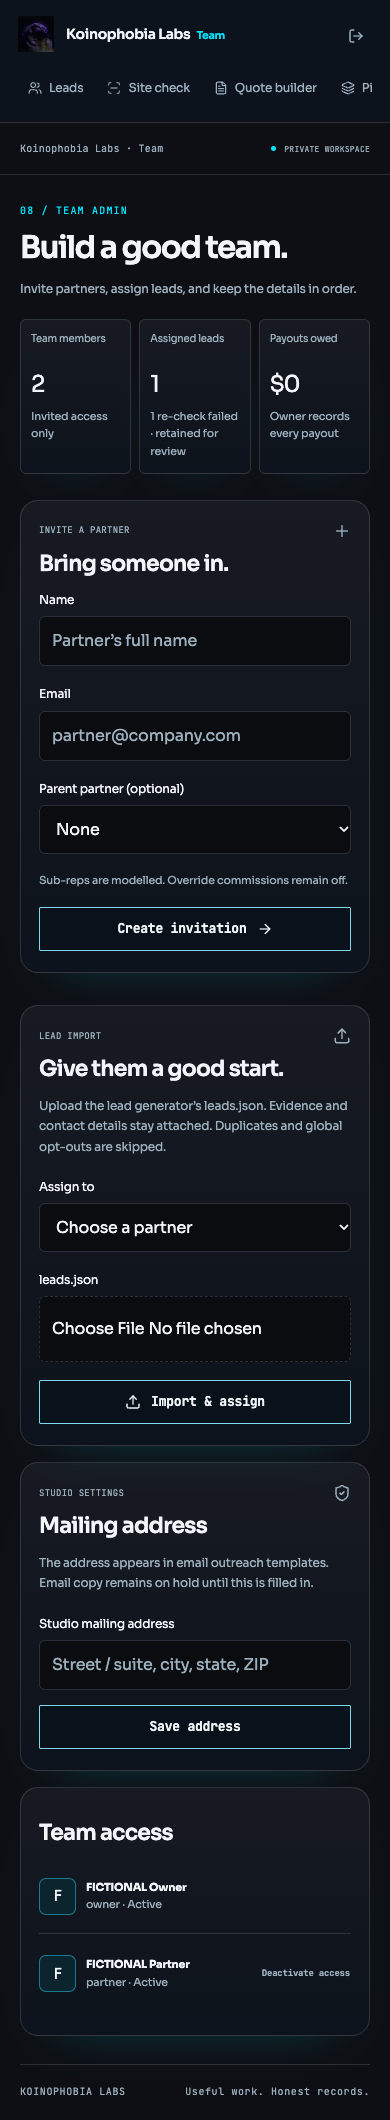 Koinophobia Labs Team
Leads Site check Quote builder Pi
Koinophobia Labs · Team PRIVATE WORKSPACE
08 / TEAM ADMIN
Build a good team.
Invite partners, assign leads, and keep the details in order.
Team members
2
Invited access
only
Assigned leads
1
1 re-check failed
· retained for
review
Payouts owed
$0
Owner records
every payout
INVITE A PARTNER
Bring someone in.
Name
Partner’s full name
Email
partner@company.com
Parent partner (optional)
None
Sub-reps are modelled. Override commissions remain off.
Create invitation
LEAD IMPORT
Give them a good start.
Upload the lead generator’s leads.json. Evidence and
contact details stay attached. Duplicates and global
opt-outs are skipped.
Assign to
Choose a partner
leads.json
Choose File No file chosen
Import & assign
STUDIO SETTINGS
Mailing address
The address appears in email outreach templates.
Email copy remains on hold until this is filled in.
Studio mailing address
Street / suite, city, state, ZIP
Save address
Team access
F
FICTIONAL Owner
owner · Active
F
FICTIONAL Partner
partner · Active
Deactivate access
KOINOPHOBIA LABS Useful work. Honest records.